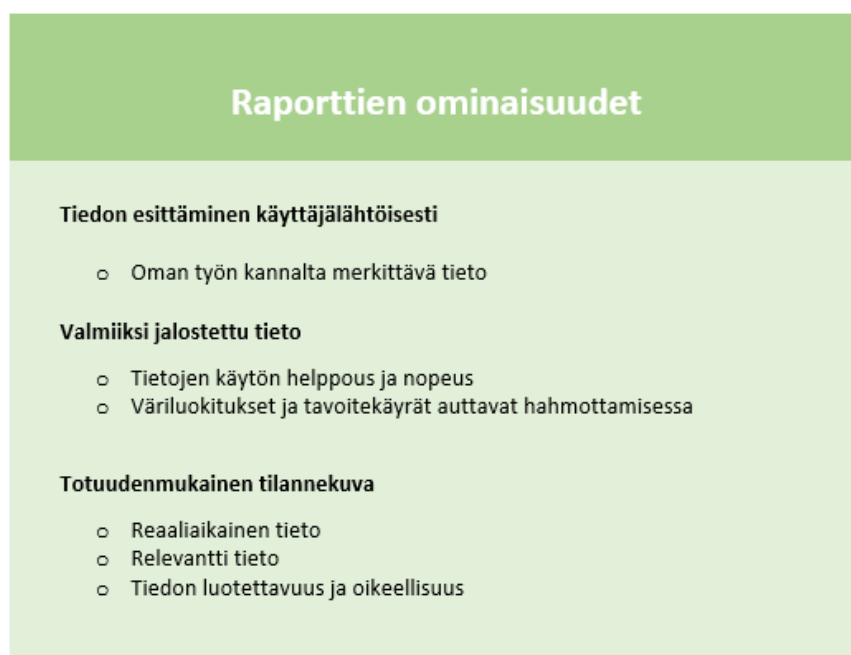 Raporttien ominaisuudet
Tiedon esittäminen käyttäjälähtöisesti
o Oman työn kannalta merkittävä tieto
Valmiiksi jalostettu tieto
o Tietojen käytön helppous ja nopeus
o Väriluokitukset ja tavoitekäyrät auttavat hahmottamisessa
Totuudenmukainen tilannekuva
o Reaaliaikainen tieto
o Relevantti tieto
o Tiedon luotettavuus ja oikeellisuus